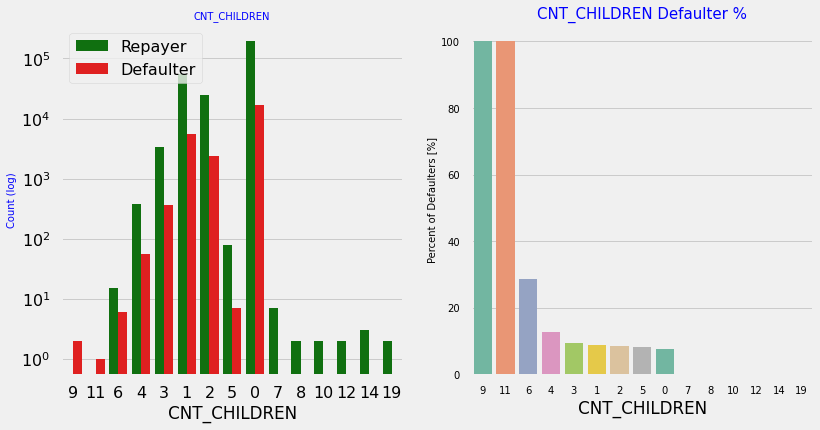 CNT_CHILDREN
Repayer
Defaulter
10^5
10^4
10^3
10^2
10^1
10^0
Count (log)
9 11 6 4 3 1 2 5 0 7 8 10 12 14 19
CNT_CHILDREN
CNT_CHILDREN Defaulter %
100
80
60
40
20
0
Percent of Defaulters [%]
9 11 6 4 3 1 2 5 0 7 8 10 12 14 19
CNT_CHILDREN